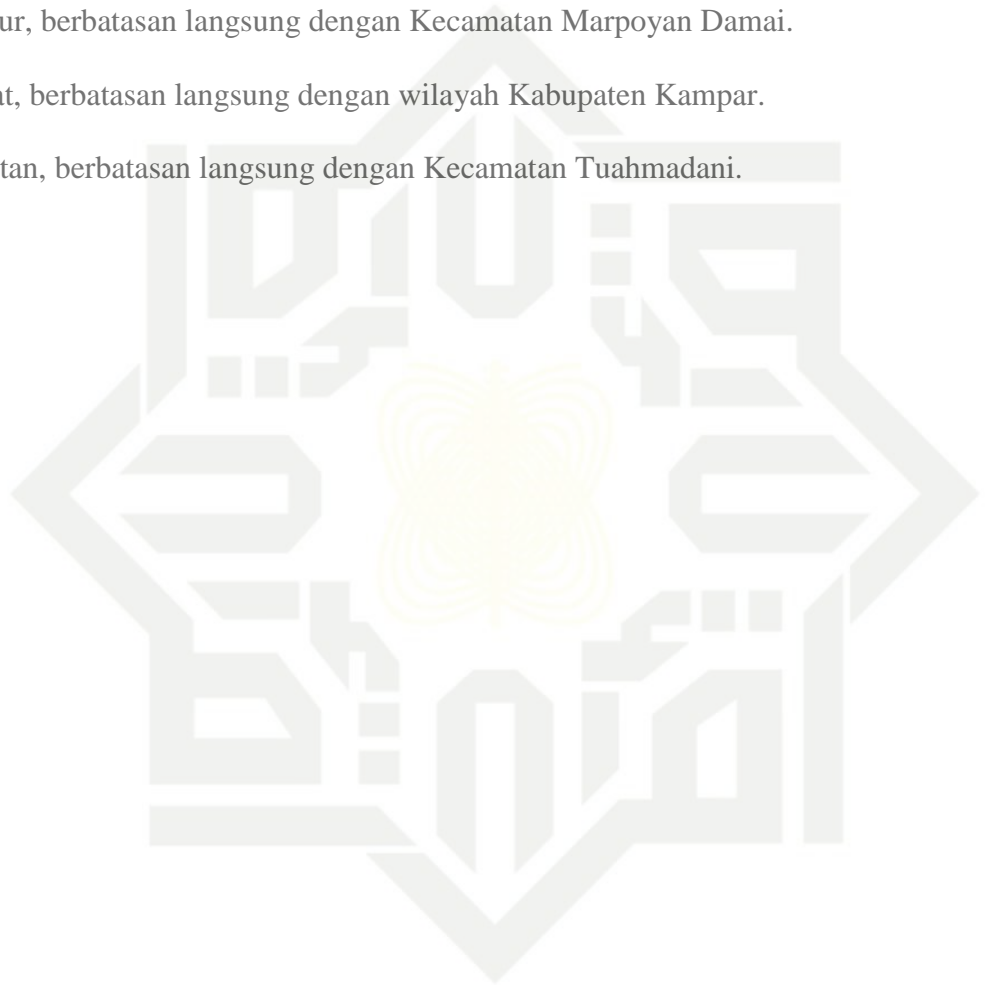 ur, berbatasan langsung dengan Kecamatan Marpoyan Damai.
at, berbatasan langsung dengan wilayah Kabupaten Kampar.
tan, berbatasan langsung dengan Kecamatan Tuahmadani.